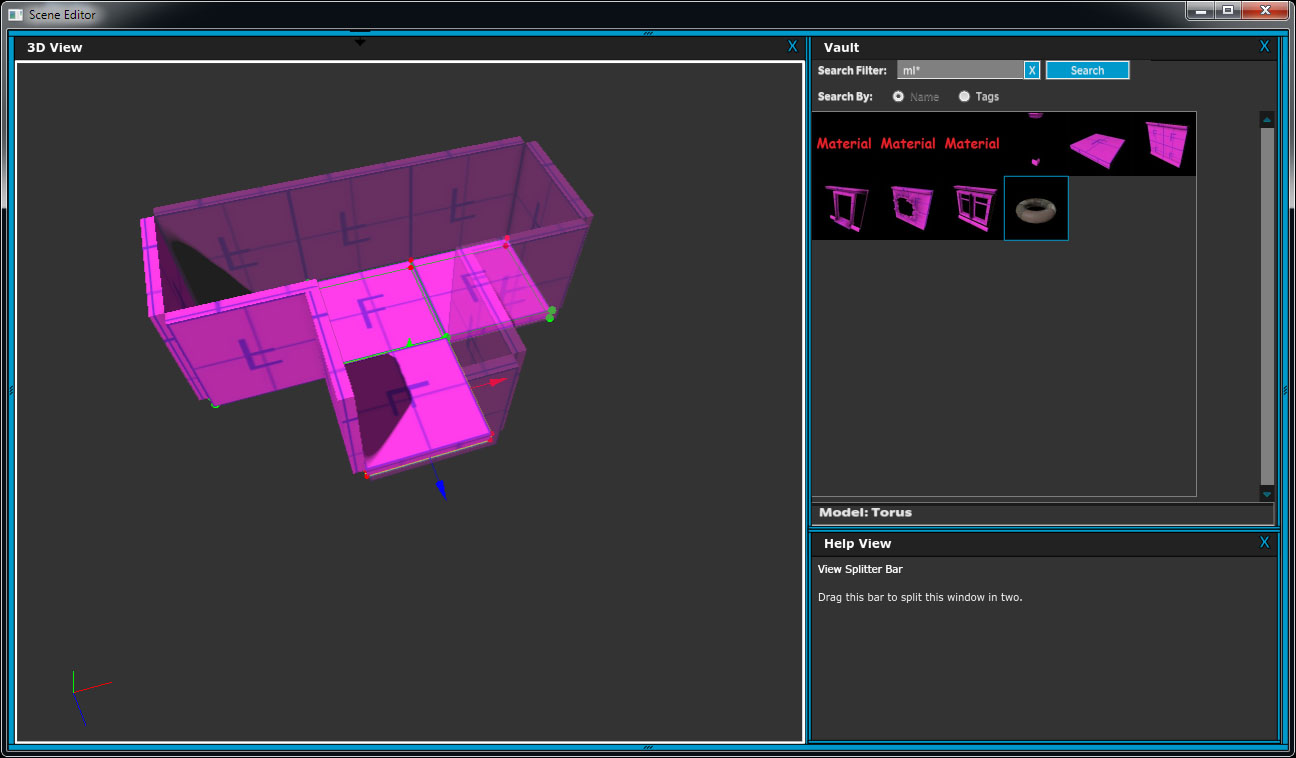 Scene Editor
3D View X
Vault X
Search Filter: ml* X Search
Search By: Name Tags
Material Material Material
F F F
F F
F F
Model: Torus
Help View X
View Splitter Bar
Drag this bar to split this window in two.